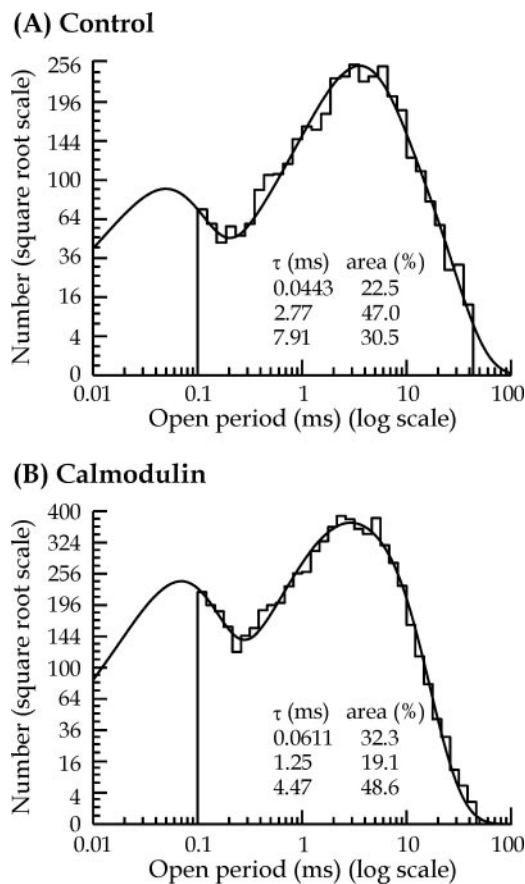 (A) Control
Number (square root scale)
256
196
144
100
64
36
16
4
0
τ (ms) area (%)
0.0443 22.5
2.77 47.0
7.91 30.5
0.01 0.1 1 10 100
Open period (ms) (log scale)
(B) Calmodulin
Number (square root scale)
400
324
256
196
144
100
64
36
16
4
0
τ (ms) area (%)
0.0611 32.3
1.25 19.1
4.47 48.6
0.01 0.1 1 10 100
Open period (ms) (log scale)